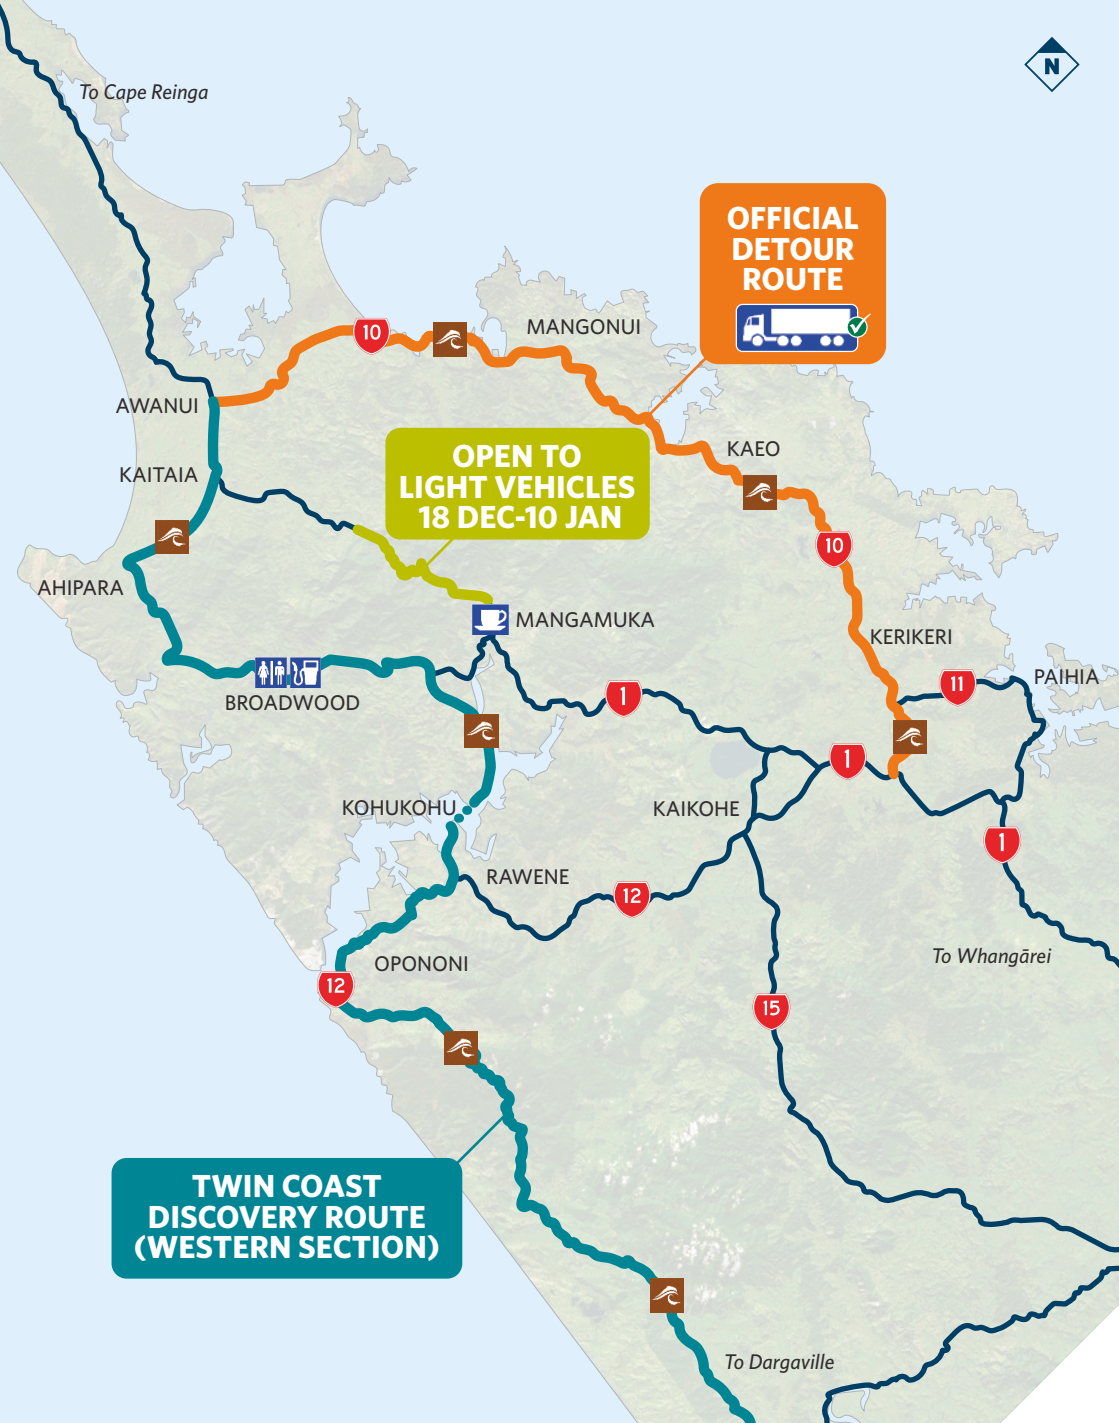 N
To Cape Reinga
OFFICIAL
DETOUR
ROUTE
10
MANGONUI
AWANUI
KAEO
OPEN TO
LIGHT VEHICLES
18 DEC-10 JAN
KAITAIA
10
AHIPARA
MANGAMUKA
KERIKERI
BROADWOOD
1
11
PAIHIA
1
KOHUKOHU
KAIKOHE
1
RAWENE
12
To Whangārei
OPONONI
12
15
TWIN COAST
DISCOVERY ROUTE
(WESTERN SECTION)
To Dargaville